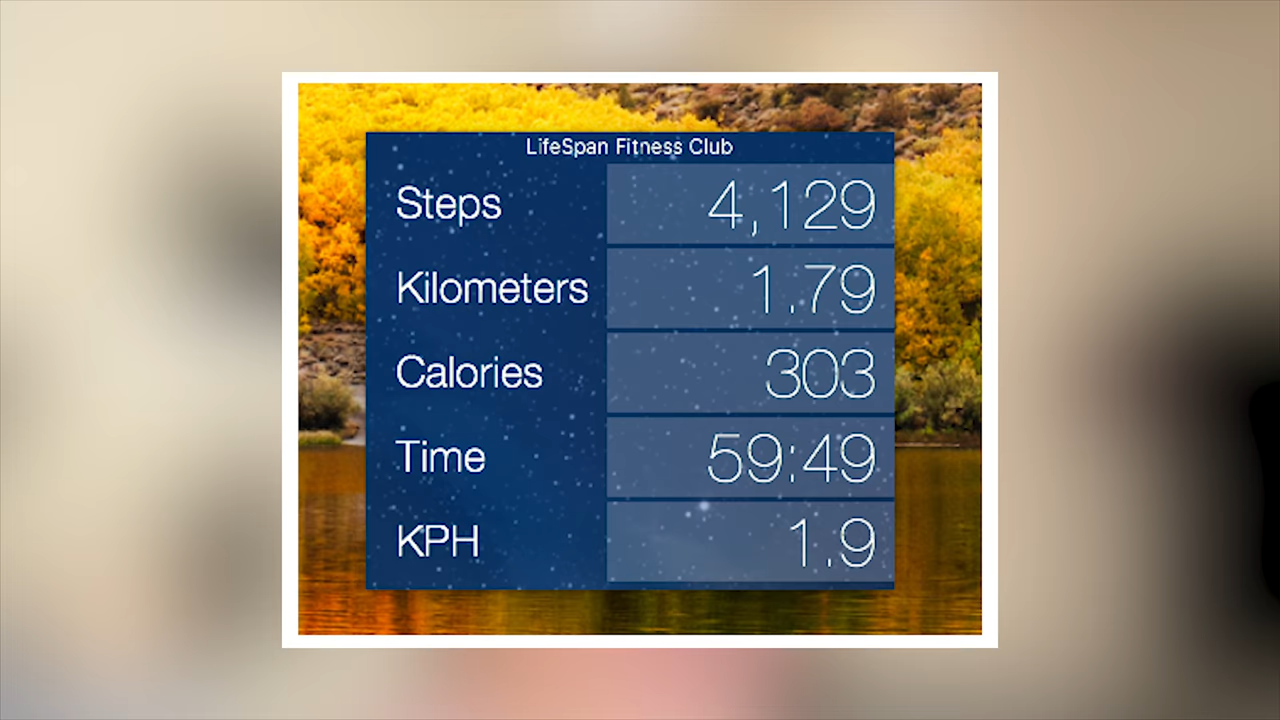 LifeSpan Fitness Club
Steps 4,129
Kilometers 1.79
Calories 303
Time 59:49
KPH 1.9